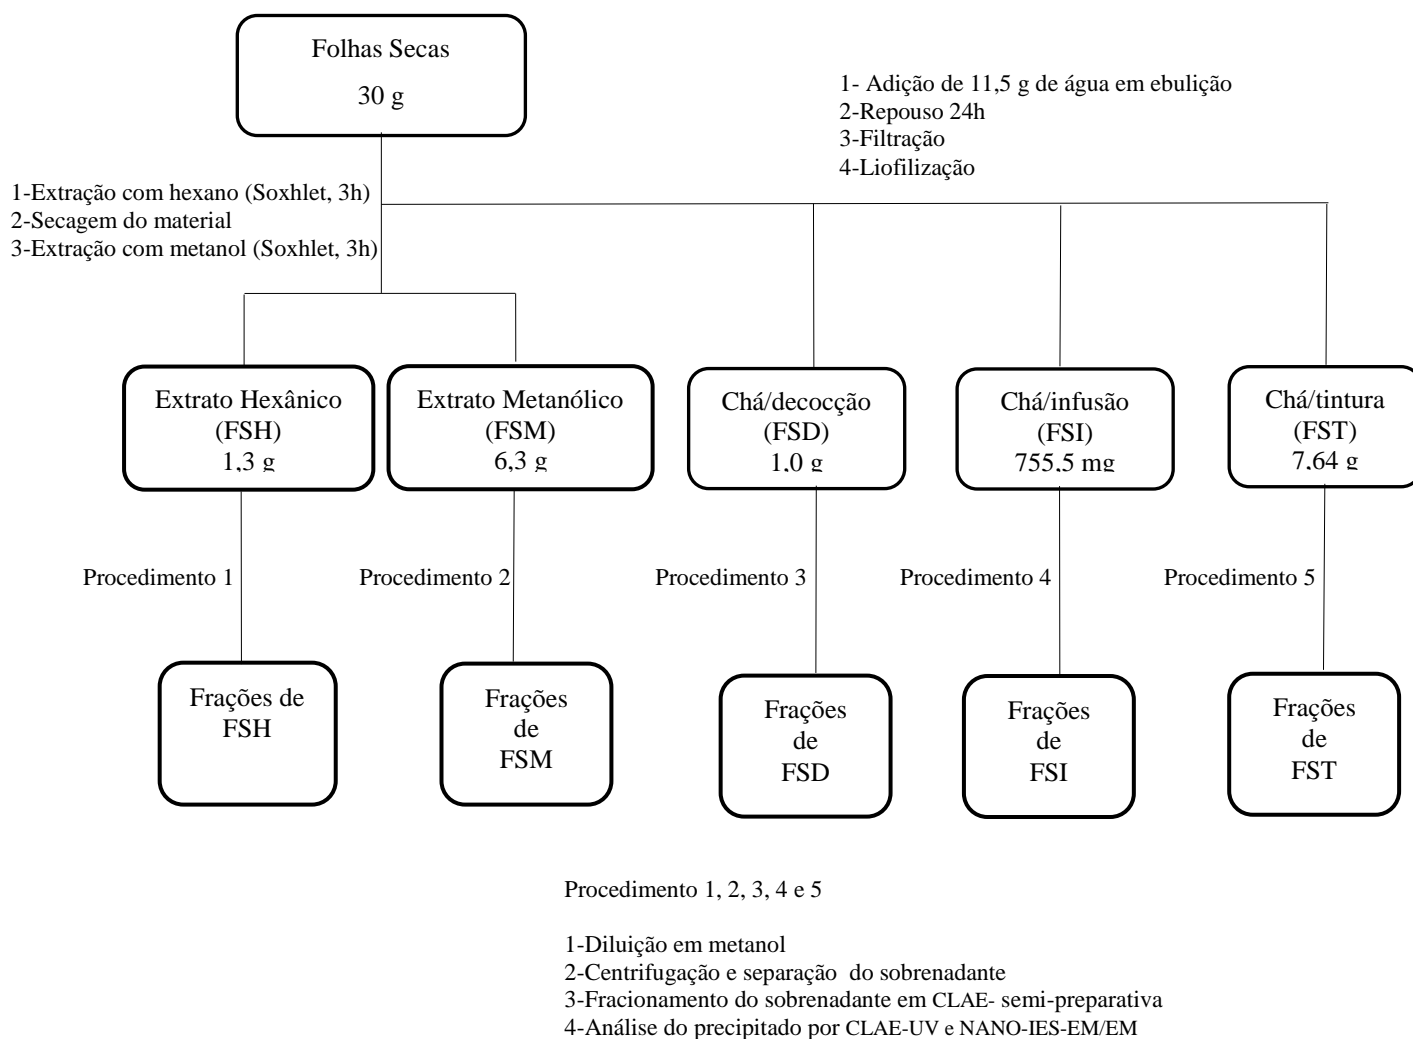 Folhas Secas
30 g
1- Adição de 11,5 g de água em ebulição
2-Repouso 24h
3-Filtração
4-Liofilização
1-Extração com hexano (Soxhlet, 3h)
2-Secagem do material
3-Extração com metanol (Soxhlet, 3h)
Extrato Hexânico
(FSH)
1,3 g
Extrato Metanólico
(FSM)
6,3 g
Chá/decocção
(FSD)
1,0 g
Chá/infusão
(FSI)
755,5 mg
Chá/tintura
(FST)
7,64 g
Procedimento 1
Procedimento 2
Procedimento 3
Procedimento 4
Procedimento 5
Frações de
FSH
Frações
de
FSM
Frações
de
FSD
Frações
de
FSI
Frações
de
FST
Procedimento 1, 2, 3, 4 e 5
1-Diluição em metanol
2-Centrifugação e separação do sobrenadante
3-Fracionamento do sobrenadante em CLAE- semi-preparativa
4-Análise do precipitado por CLAE-UV e NANO-IES-EM/EM